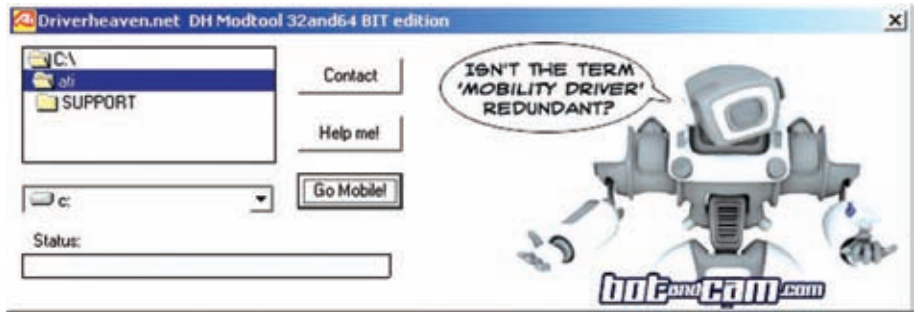 Driverheaven.net DH Modtool 32and64 BIT edition
C:\
ati
SUPPORT
Contact
Help me!
Go Mobile!
c:
Status:
ISN'T THE TERM
'MOBILITY DRIVER'
REDUNDANT?
botandcam.com